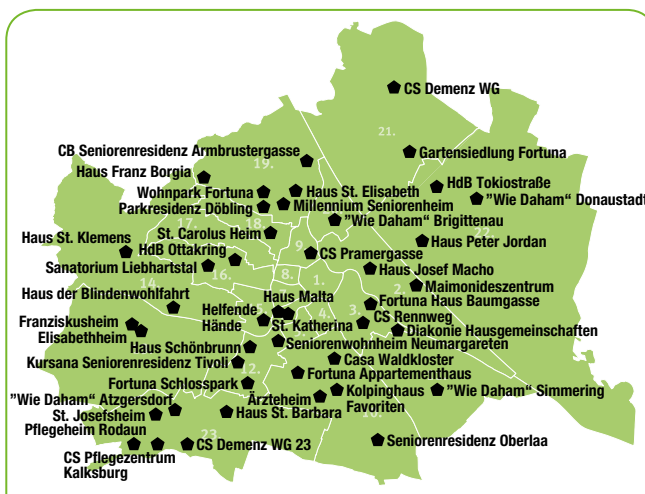 CS Demenz WG
21.
CB Seniorenresidenz Armbrustergasse
Gartensiedlung Fortuna
19.
Haus Franz Borgia
HdB Tokiostraße
Wohnpark Fortuna
Haus St. Elisabeth
"Wie Daham“ Donaustadt
Parkresidenz Döbling
Millennium Seniorenheim
"Wie Daham“ Brigittenau
17.
18.
St. Carolus Heim
22.
Haus St. Klemens
Haus Peter Jordan
HdB Ottakring
9.
CS Pramergasse
Sanatorium Liebhartstal
16.
8.
1.
Haus Josef Macho
14.
2.
Maimonideszentrum
Haus der Blindenwohlfahrt
Haus Malta
Fortuna Haus Baumgasse
Helfende
Hände
4.
3.
CS Rennweg
Franziskusheim
St. Katherina
Diakonie Hausgemeinschaften
Elisabethheim
Haus Schönbrunn
Seniorenwohnheim Neumargareten
Kursana Seniorenresidenz Tivoli
Casa Waldkloster
12.
Fortuna Appartementhaus
Fortuna Schlosspark
"Wie Daham“ Atzgersdorf
Ärzteheim
Kolpinghaus
Favoriten
"Wie Daham“ Simmering
St. Josefsheim
Haus St. Barbara
10.
Pflegeheim Rodaun
23.
CS Pflegezentrum
Kalksburg
CS Demenz WG 23
Seniorenresidenz Oberlaa